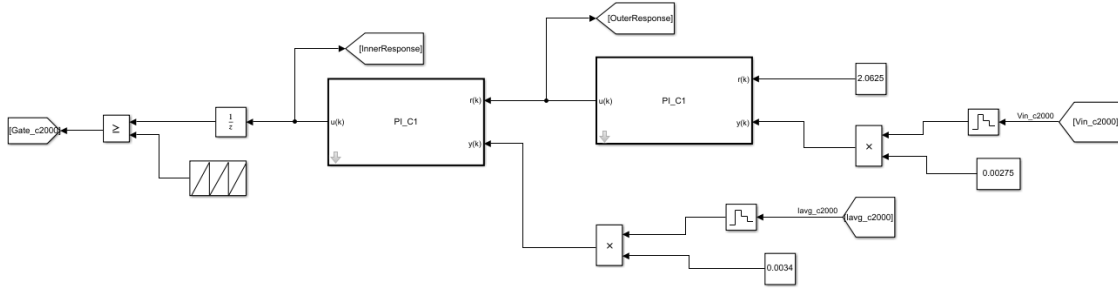 [OuterResponse]
[InnerResponse]
r(k)
2.0625
PI_C1
u(k)
y(k)
r(k)
PI_C1
u(k)
y(k)
[Gate_c2000]
≥
1
z
Vin_c2000
[Vin_c2000]
×
0.00275
Iavg_c2000
[Iavg_c2000]
×
0.0034